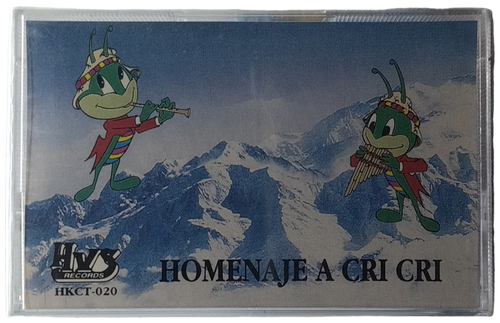 HVS
RECORDS
HKCT-020
HOMENAJE A CRI CRI